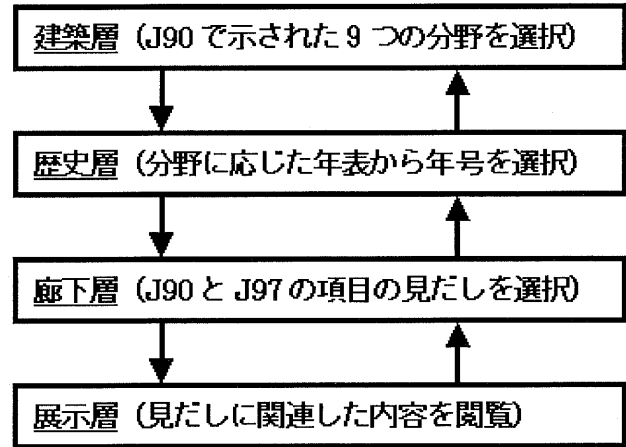 建築層（J90で示された9つの分野を選択）
歴史層（分野に応じた年表から年号を選択）
廊下層（J90とJ97の項目の見だしを選択）
展示層（見だしに関連した内容を閲覧）